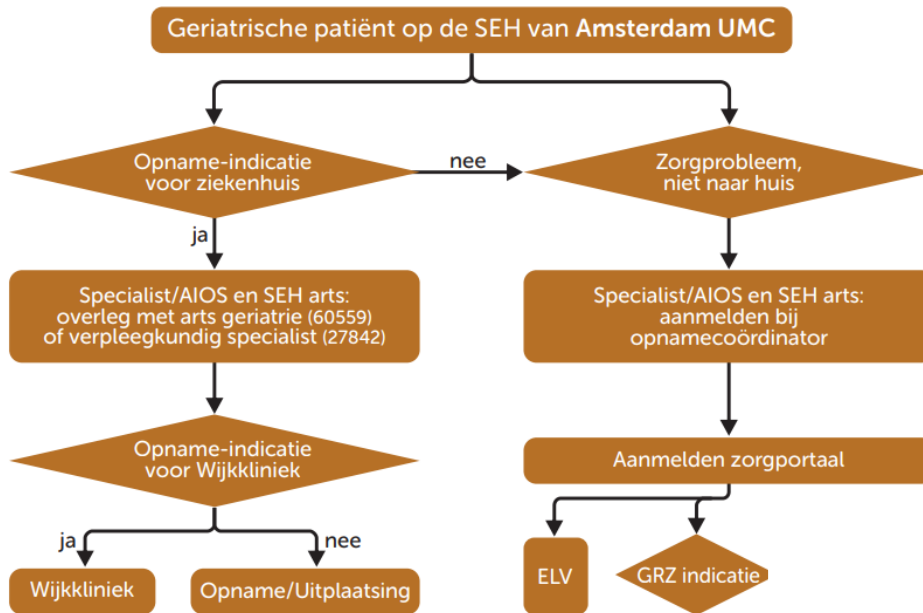 Geriatrische patiënt op de SEH van Amsterdam UMC
Opname-indicatie
voor ziekenhuis
nee
Zorgprobleem,
niet naar huis
ja
Specialist/AIOS en SEH arts:
overleg met arts geriatrie (60559)
of verpleegkundig specialist (27842)
Specialist/AIOS en SEH arts:
aanmelden bij
opnamecoördinator
Opname-indicatie
voor Wijkkliniek
Aanmelden zorgportaal
ja
nee
Wijkkliniek
Opname/Uitplaatsing
ELV
GRZ indicatie